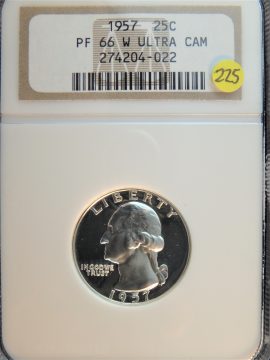 1957 25C
PF 66 W ULTRA CAM
274204-022
225
LIBERTY
IN GOD WE
TRUST
1957